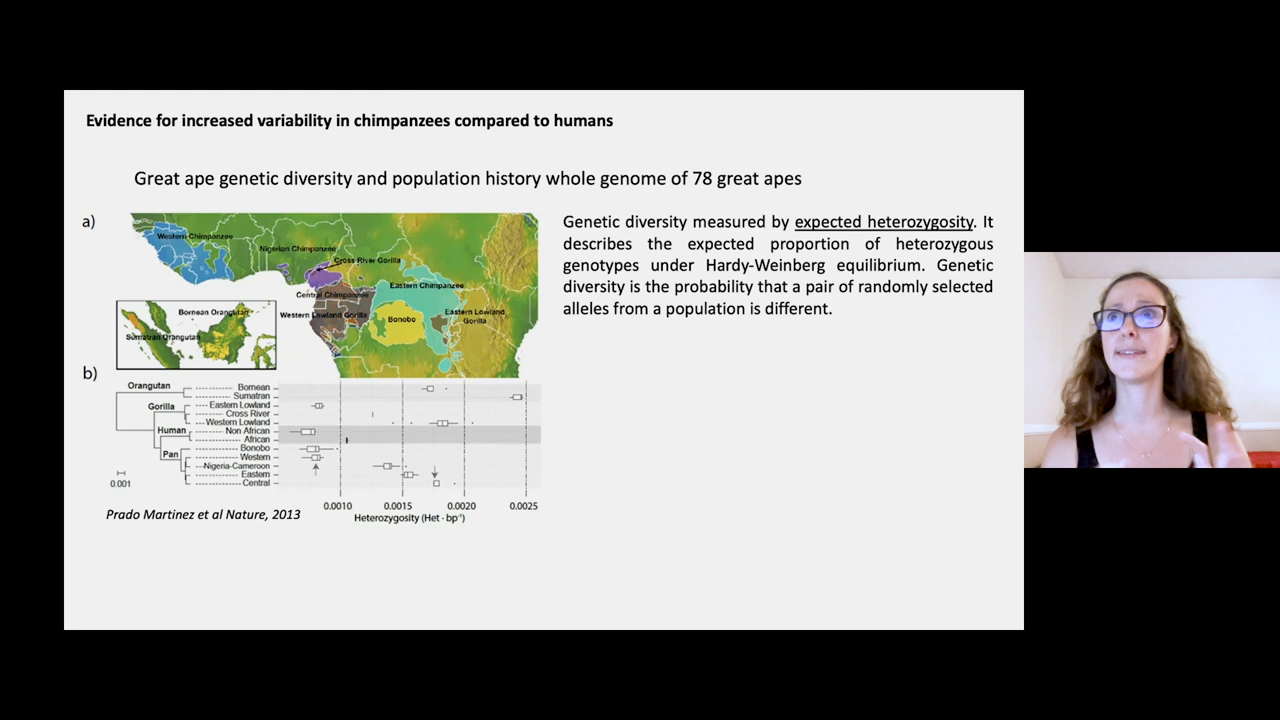 Evidence for increased variability in chimpanzees compared to humans
Great ape genetic diversity and population history whole genome of 78 great apes
a)
Western Chimpanzee
Nigerian Chimpanzee
Cross River Gorilla
Central Chimpanzee
Eastern Chimpanzee
Western Lowland Gorilla
Bonobo
Eastern Lowland
Gorilla
Bornean Orangutan
Sumatran Orangutan
Genetic diversity measured by expected heterozygosity. It
describes the expected proportion of heterozygous
genotypes under Hardy-Weinberg equilibrium. Genetic
diversity is the probability that a pair of randomly selected
alleles from a population is different.
b)
Orangutan
Gorilla
Human
Pan
Bornean
Sumatran
Eastern Lowland
Cross River
Western Lowland
Non African
African
Bonobo
Western
Nigeria-Cameroon
Eastern
Central
0.001
0.0010 0.0015 0.0020 0.0025
Heterozygosity (Het · bp⁻¹)
Prado Martinez et al Nature, 2013